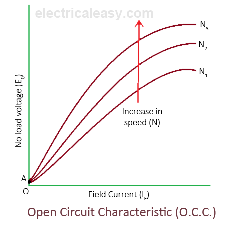 electricaleasy.com
N
N
N
No load voltage (E
Increase in
speed (N)
A
O
Field Current (I
Open Circuit Characteristic (O.C.C.)